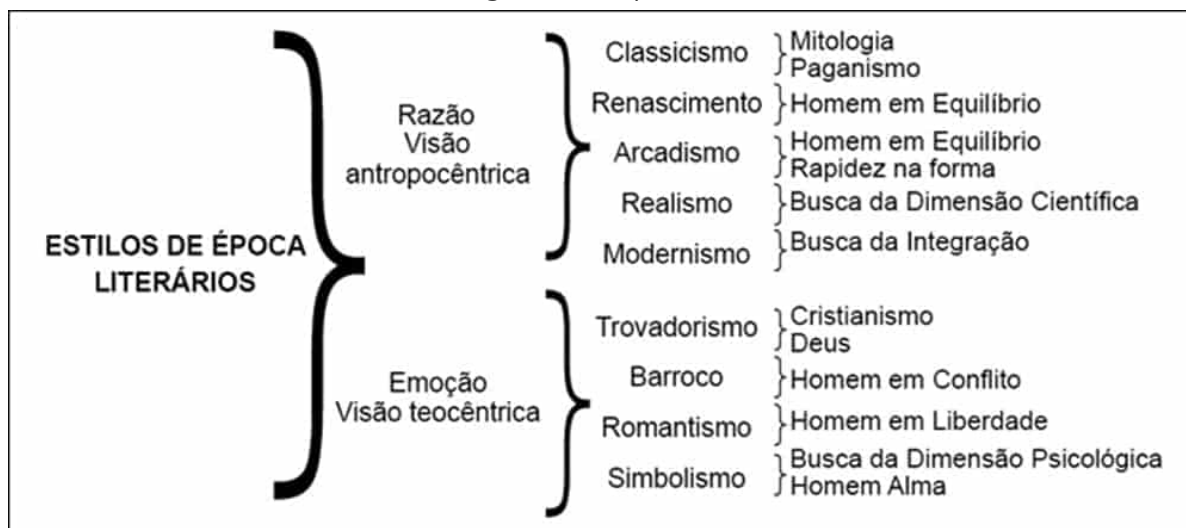 ESTILOS DE ÉPOCA
LITERÁRIOS
Razão
Visão
antropocêntrica
Classicismo
Mitologia
Paganismo
Renascimento
Homem em Equilíbrio
Arcadismo
Homem em Equilíbrio
Rapidez na forma
Realismo
Busca da Dimensão Científica
Modernismo
Busca da Integração
Emoção
Visão teocêntrica
Trovadorismo
Cristianismo
Deus
Barroco
Homem em Conflito
Romantismo
Homem em Liberdade
Simbolismo
Busca da Dimensão Psicológica
Homem Alma